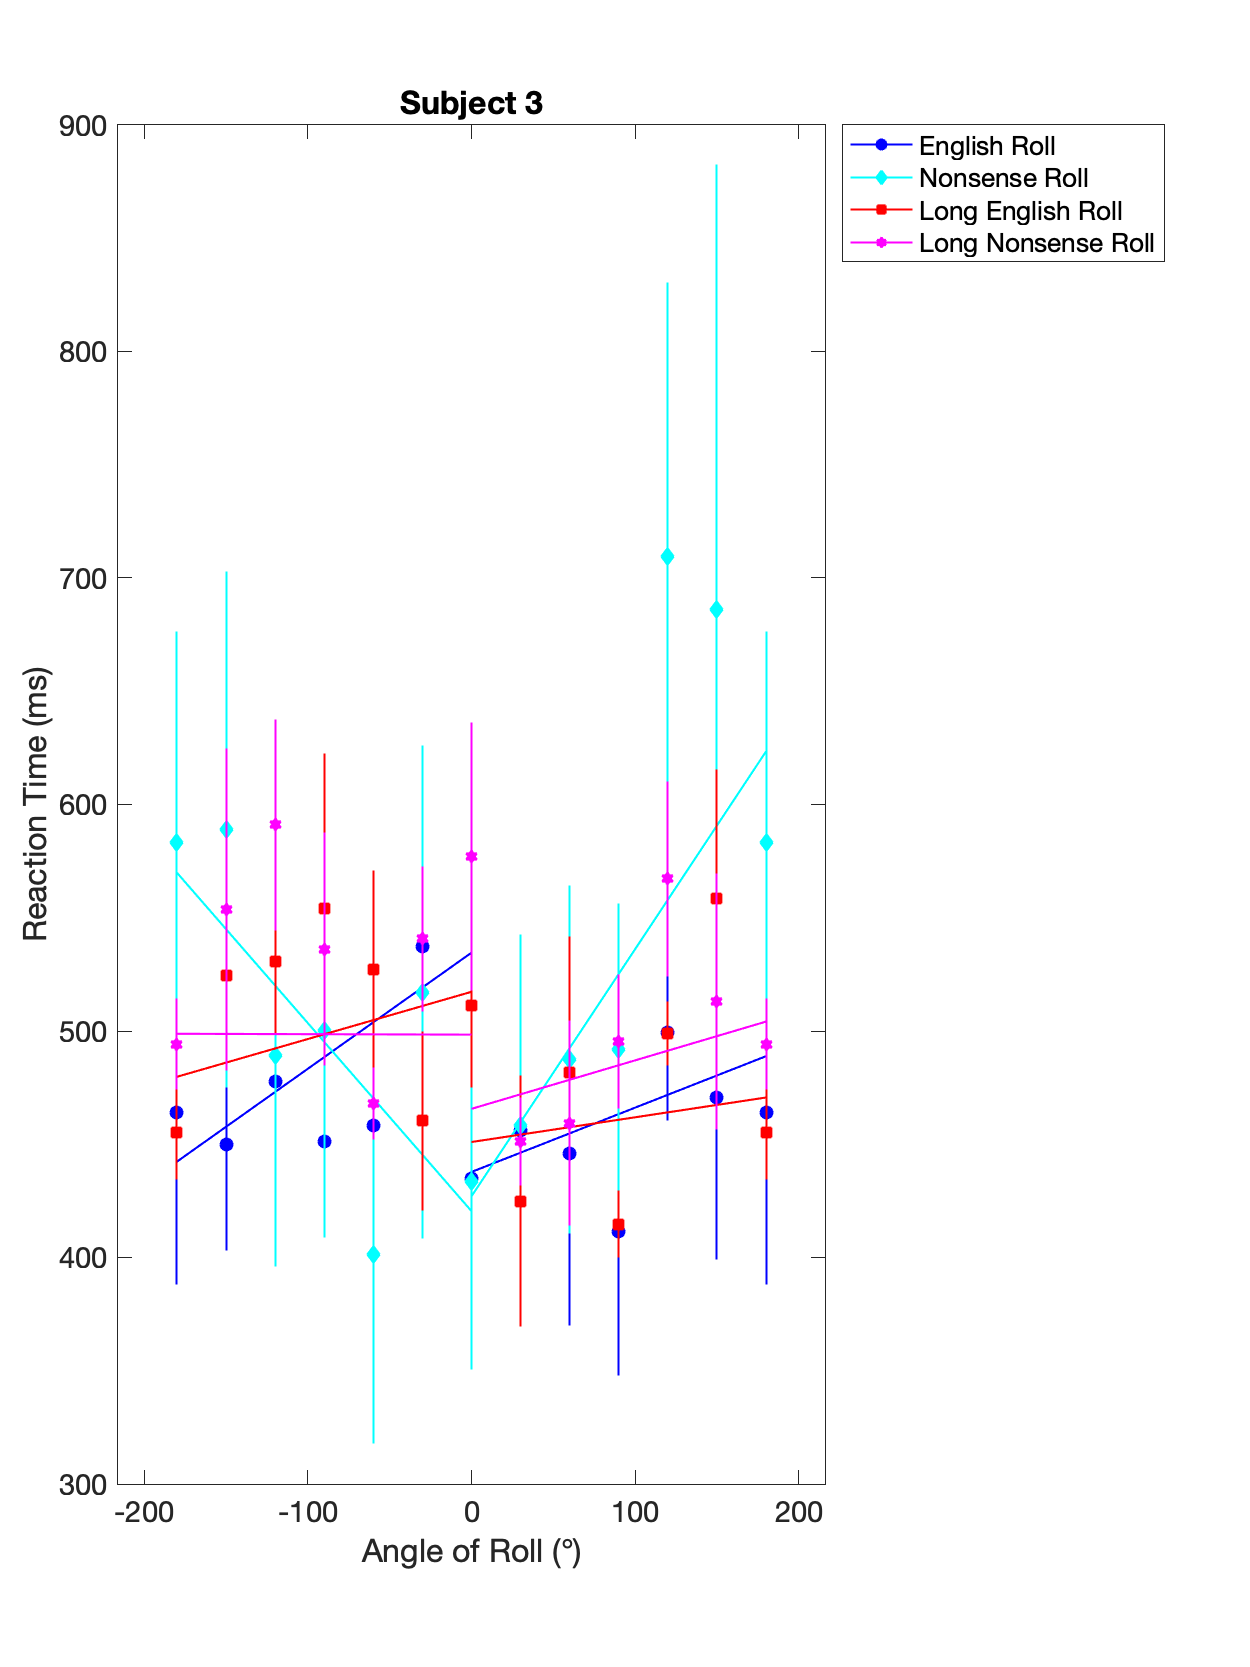 Subject 3
900
800
700
600
500
400
300
Reaction Time (ms)
-200 -100 0 100 200
Angle of Roll (°)
English Roll
Nonsense Roll
Long English Roll
Long Nonsense Roll